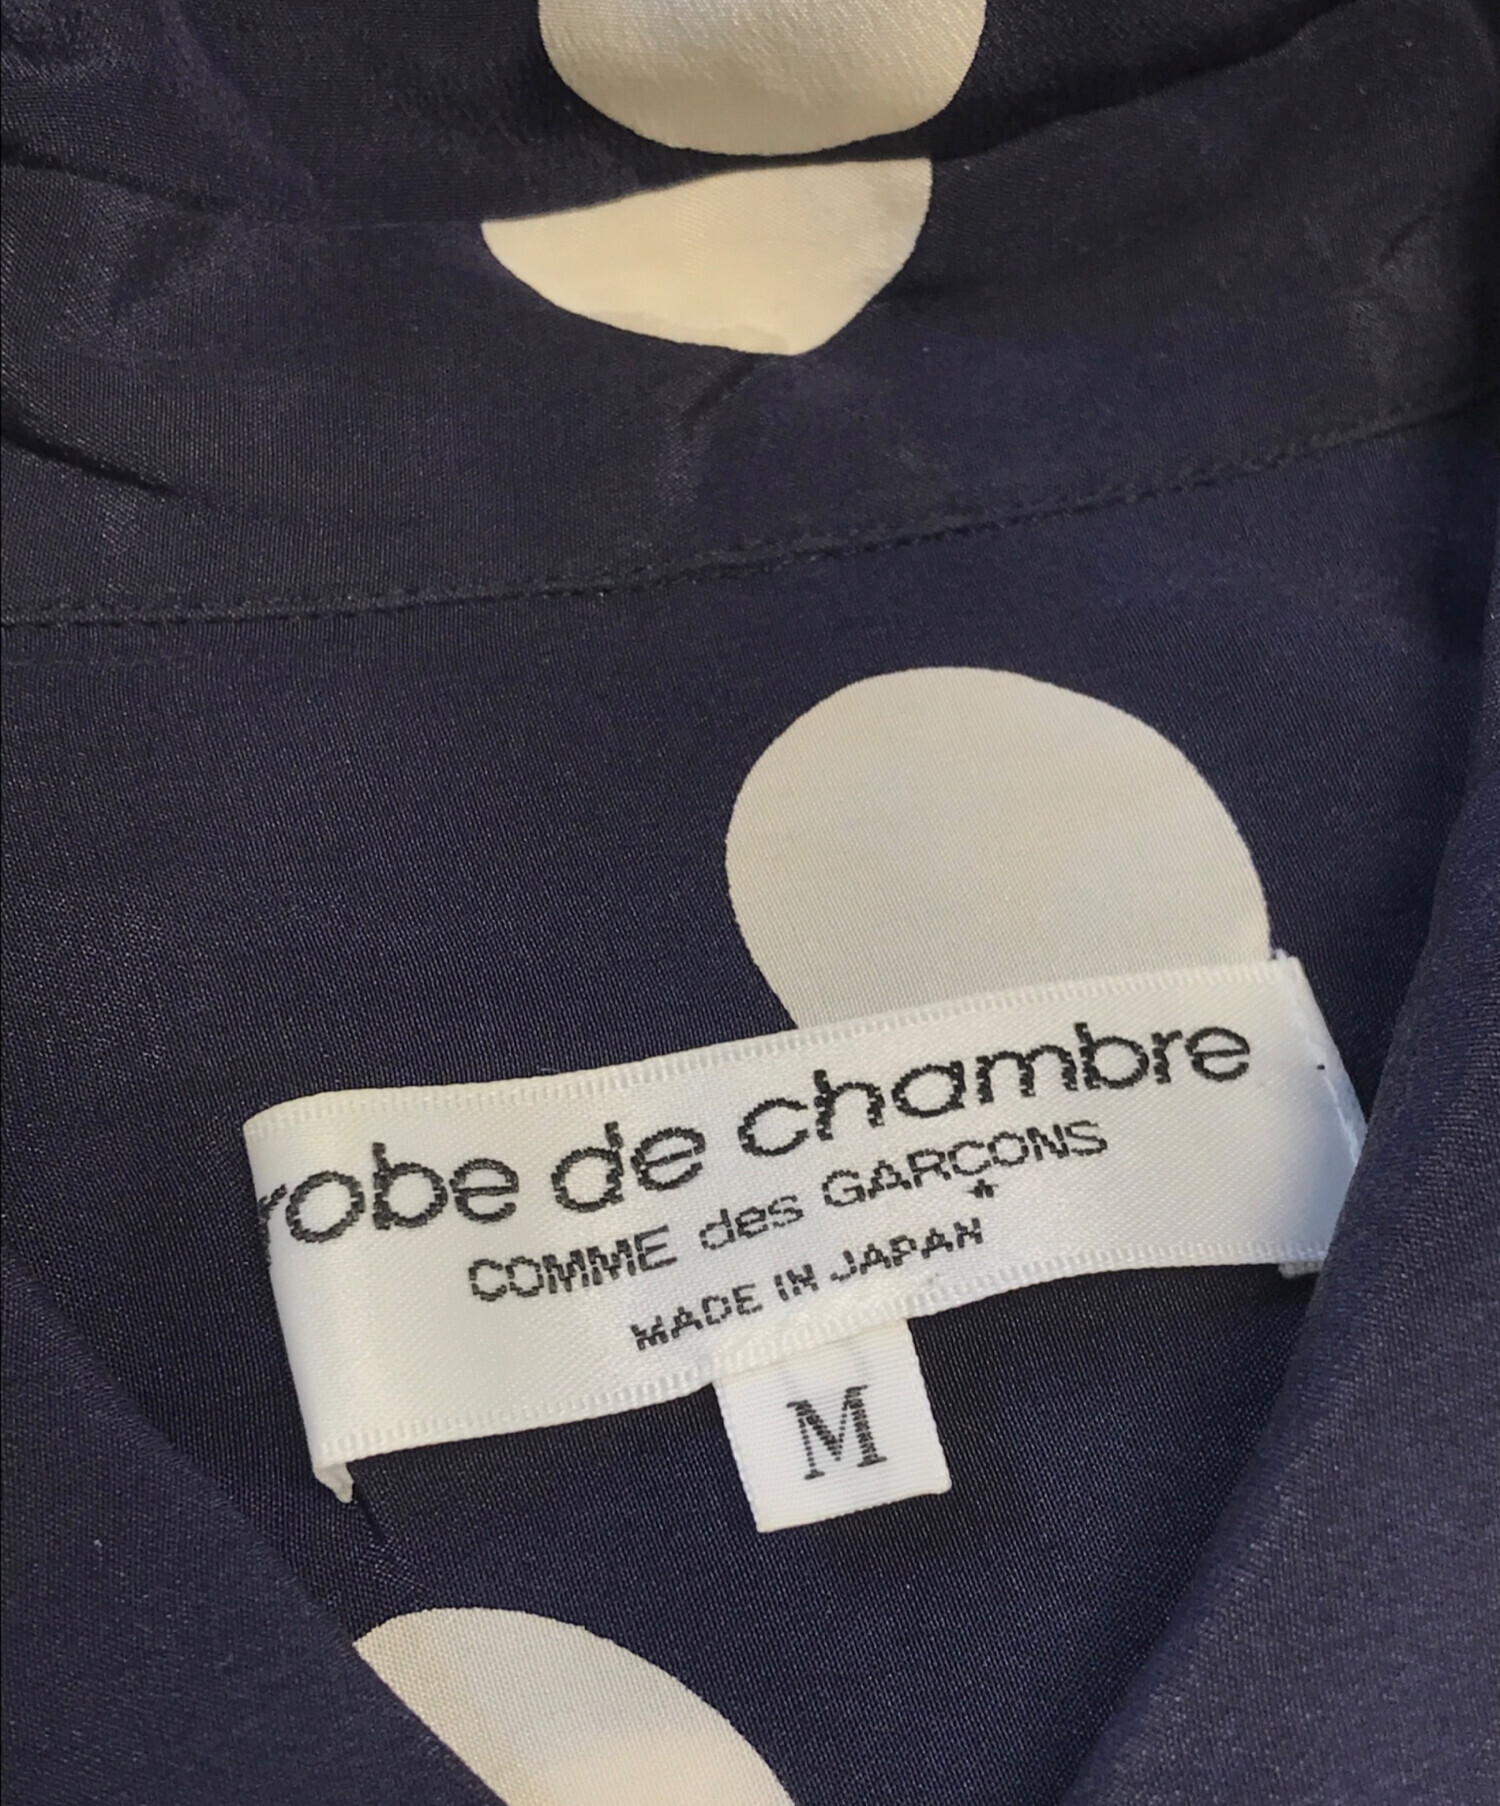 robe de chambre
COMME des GARÇONS
MADE IN JAPAN
M